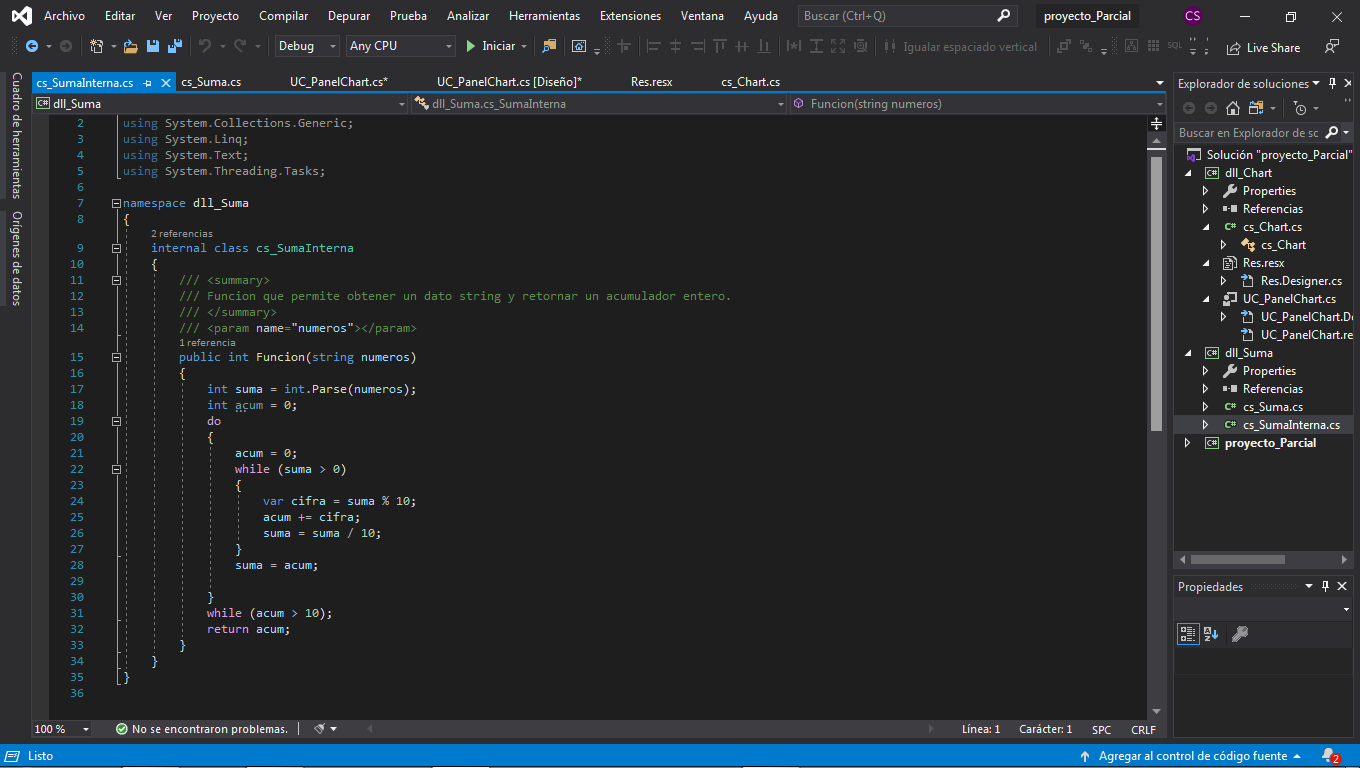 Archivo Editar Ver Proyecto Compilar Depurar Prueba Analizar Herramientas Extensiones Ventana Ayuda Buscar (Ctrl+Q) proyecto_Parcial CS
Debug Any CPU Iniciar Igualar espaciado vertical SQL Live Share
Cuadro de herramientas
Orígenes de datos
cs_SumaInterna.cs cs_Suma.cs UC_PanelChart.cs* UC_PanelChart.cs [Diseño]* Res.resx cs_Chart.cs
C# dll_Suma dll_Suma.cs_SumaInterna Funcion(string numeros)
2 using System.Collections.Generic;
3 using System.Linq;
4 using System.Text;
5 using System.Threading.Tasks;
6
7 namespace dll_Suma
8 {
2 referencias
9 internal class cs_SumaInterna
10 {
11 /// <summary>
12 /// Funcion que permite obtener un dato string y retornar un acumulador entero.
13 /// </summary>
14 /// <param name="numeros"></param>
1 referencia
15 public int Funcion(string numeros)
16 {
17 int suma = int.Parse(numeros);
18 int acum = 0;
19 do
20 {
21 acum = 0;
22 while (suma > 0)
23 {
24 var cifra = suma % 10;
25 acum += cifra;
26 suma = suma / 10;
27 }
28 suma = acum;
29
30 }
31 while (acum > 10);
32 return acum;
33 }
34 }
35 }
36
100 % No se encontraron problemas. Línea: 1 Carácter: 1 SPC CRLF
Explorador de soluciones
Buscar en Explorador de sc
Solución "proyecto_Parcial"
C# dll_Chart
Properties
Referencias
C# cs_Chart.cs
cs_Chart
Res.resx
Res.Designer.cs
UC_PanelChart.cs
UC_PanelChart.De
UC_PanelChart.re
C# dll_Suma
Properties
Referencias
C# cs_Suma.cs
C# cs_SumaInterna.cs
C# proyecto_Parcial
Propiedades
Listo Agregar al control de código fuente 2